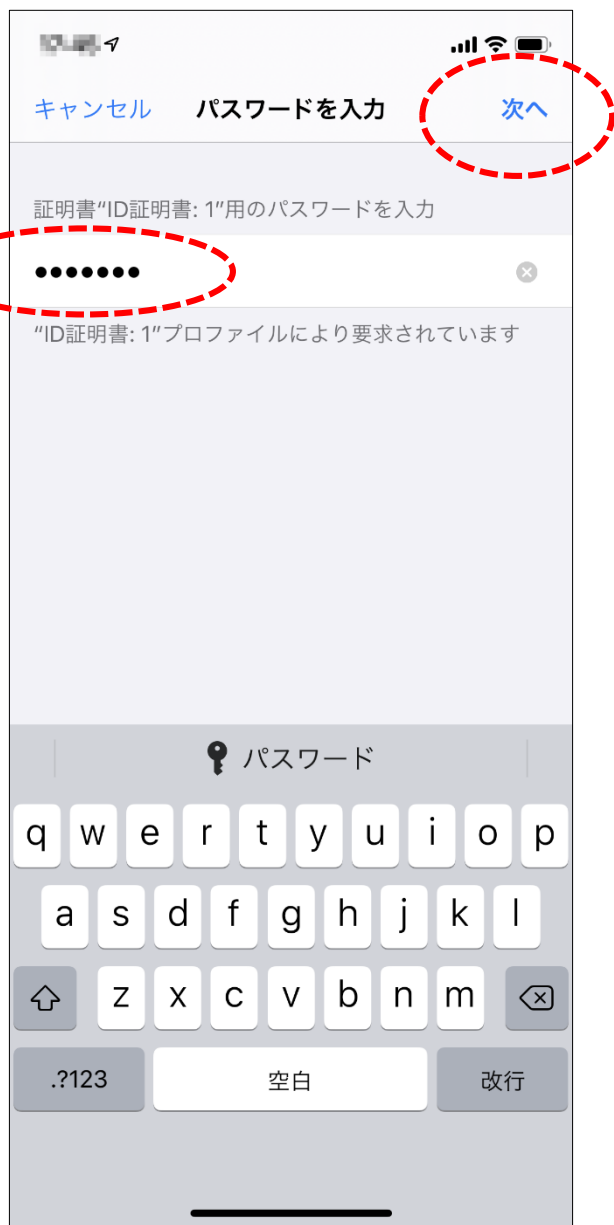 キャンセル パスワードを入力 次へ
証明書“ID証明書: 1”用のパスワードを入力
•••••••
“ID証明書: 1”プロファイルにより要求されています
パスワード
q w e r t y u i o p
a s d f g h j k l
z x c v b n m
.?123 空白 改行